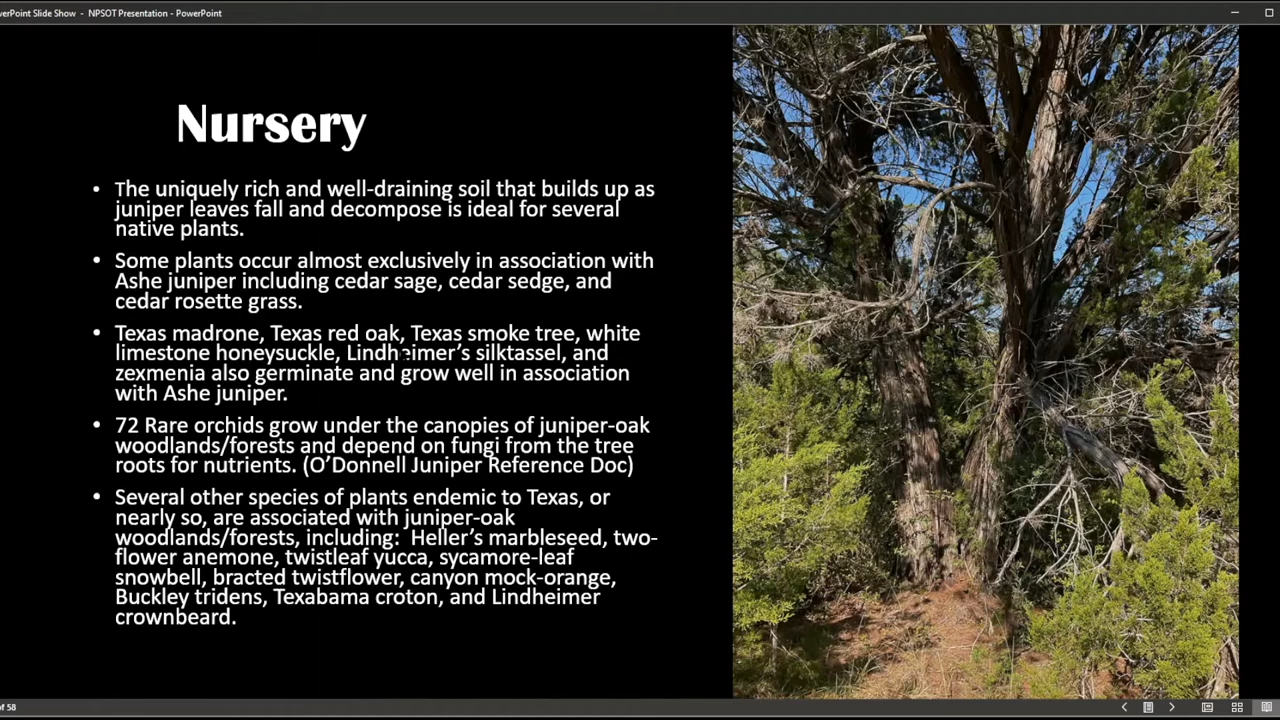 PowerPoint Slide Show - NPSOT Presentation - PowerPoint
Nursery
• The uniquely rich and well-draining soil that builds up as
juniper leaves fall and decompose is ideal for several
native plants.
• Some plants occur almost exclusively in association with
Ashe juniper including cedar sage, cedar sedge, and
cedar rosette grass.
• Texas madrone, Texas red oak, Texas smoke tree, white
limestone honeysuckle, Lindheimer’s silktassel, and
zexmenia also germinate and grow well in association
with Ashe juniper.
• 72 Rare orchids grow under the canopies of juniper-oak
woodlands/forests and depend on fungi from the tree
roots for nutrients. (O’Donnell Juniper Reference Doc)
• Several other species of plants endemic to Texas, or
nearly so, are associated with juniper-oak
woodlands/forests, including: Heller’s marbleseed, two-
flower anemone, twistleaf yucca, sycamore-leaf
snowbell, bracted twistflower, canyon mock-orange,
Buckley tridens, Texabama croton, and Lindheimer
crownbeard.
of 58